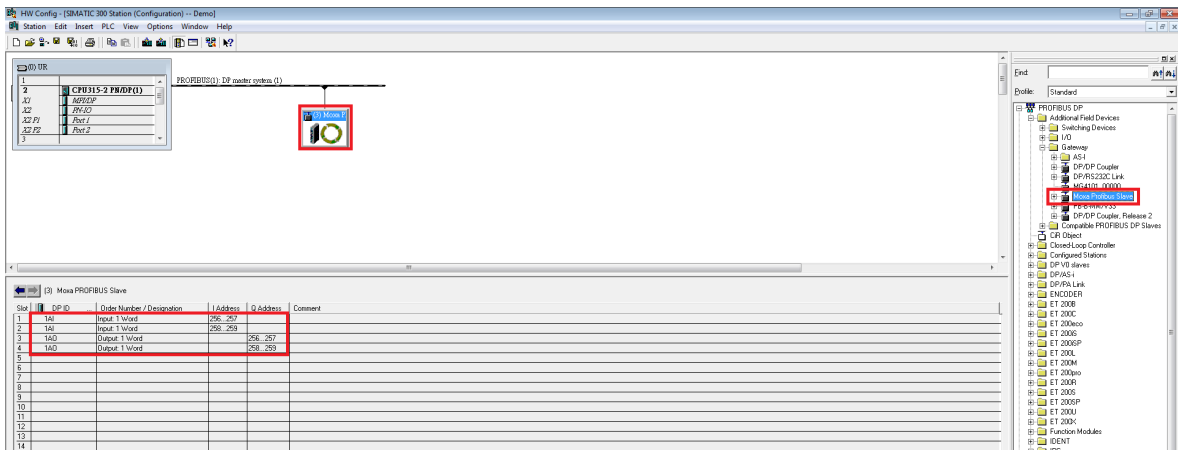 HW Config - [SIMATIC 300 Station (Configuration) -- Demo]
Station Edit Insert PLC View Options Window Help
(0) UR
1
2 CPU315-2 PN/DP(1)
X1 MPI/DP
X2 PN-IO
X2 P1 Port 1
X2 P2 Port 2
3
PROFIBUS(1): DP master system (1)
(3) Moxa P
(3) Moxa PROFIBUS Slave
Slot DP ID ... Order Number / Designation I Address Q Address Comment
1 1AI Input: 1 Word 256...257
2 1AI Input: 1 Word 258...259
3 1AO Output: 1 Word 256...257
4 1AO Output: 1 Word 258...259
5
6
7
8
9
10
11
12
13
14
Find:
Profile: Standard
PROFIBUS DP
Additional Field Devices
Switching Devices
I/O
Gateway
AS-I
DP/DP Coupler
DP/RS232C Link
MG4101_00000
Moxa Profibus Slave
DP/DP Coupler, Release 2
Compatible PROFIBUS DP Slaves
CiR Object
Closed-Loop Controller
Configured Stations
DP V0 slaves
DP/AS-i
DP/PA Link
ENCODER
ET 200B
ET 200C
ET 200eco
ET 200iS
ET 200iSP
ET 200L
ET 200M
ET 200pro
ET 200R
ET 200S
ET 200SP
ET 200U
ET 200X
Function Modules
IDENT